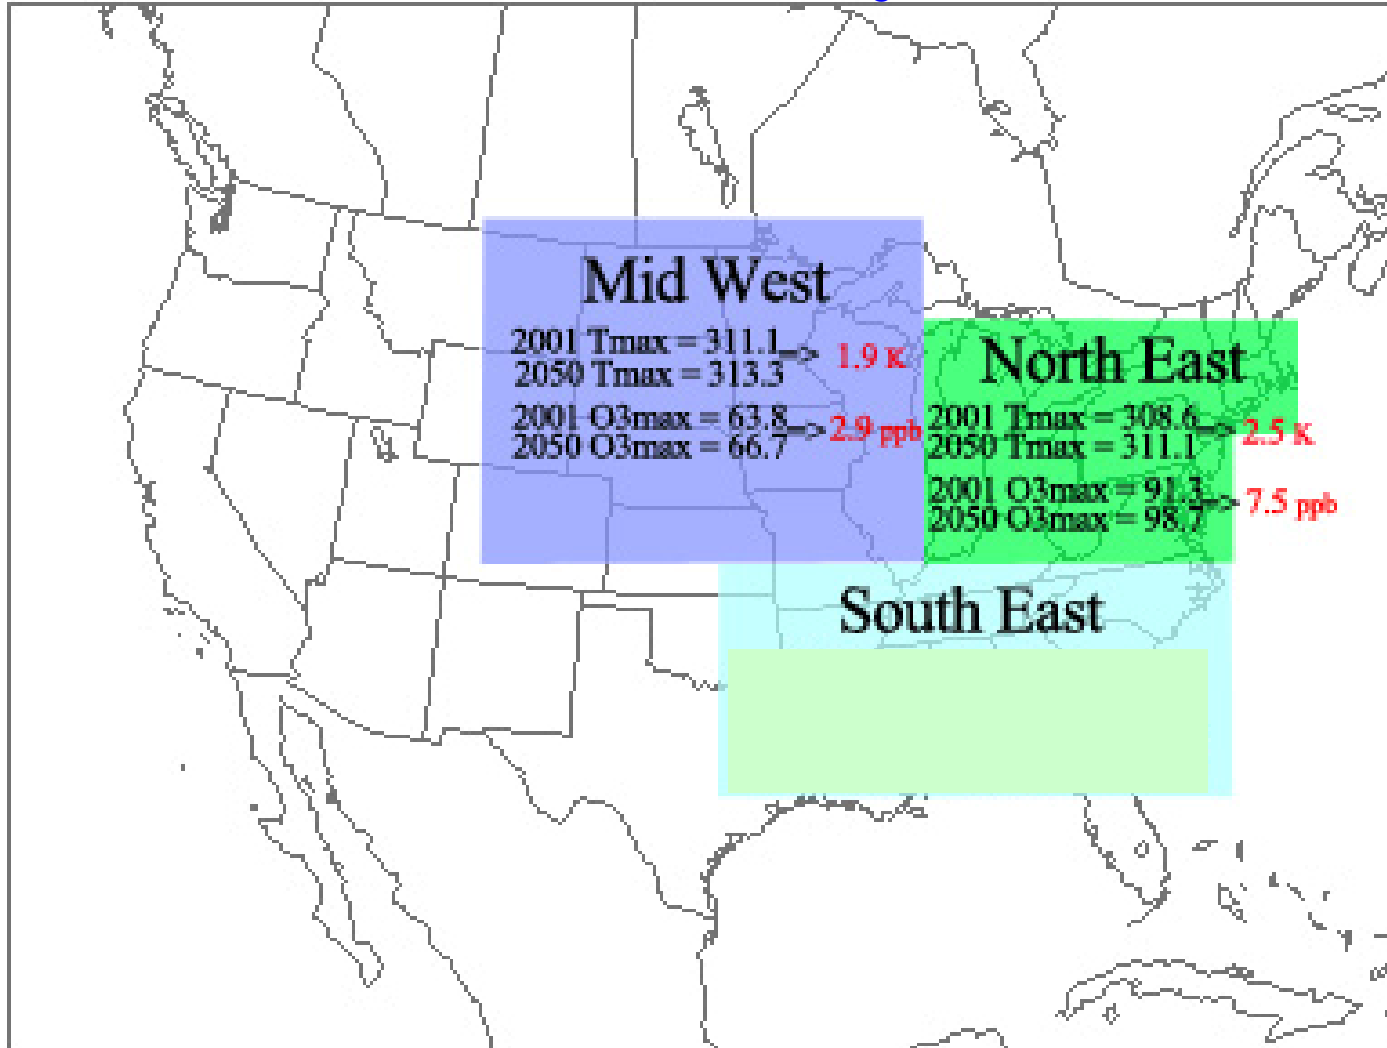 Mid West
2001 Tmax = 311.1
2050 Tmax = 313.3
=> 1.9 K
2001 O3max = 63.8
2050 O3max = 66.7
=> 2.9 ppb
North East
2001 Tmax = 308.6
2050 Tmax = 311.1
=> 2.5 K
2001 O3max = 91.3
2050 O3max = 98.7
=> 7.5 ppb
South East